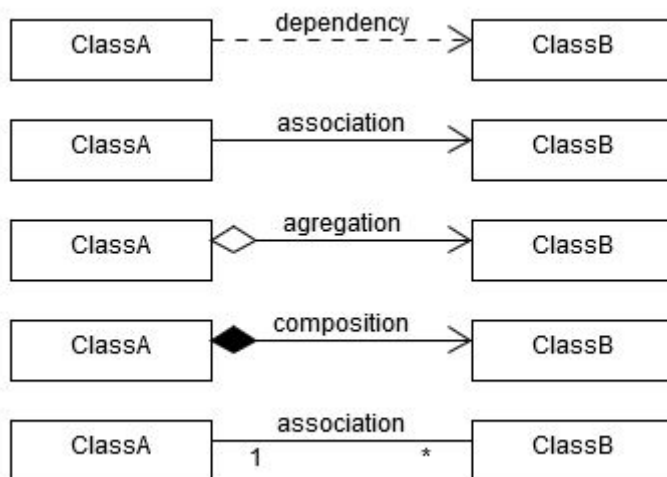 ClassA dependency ClassB
ClassA association ClassB
ClassA agregation ClassB
ClassA composition ClassB
ClassA association ClassB
1 *